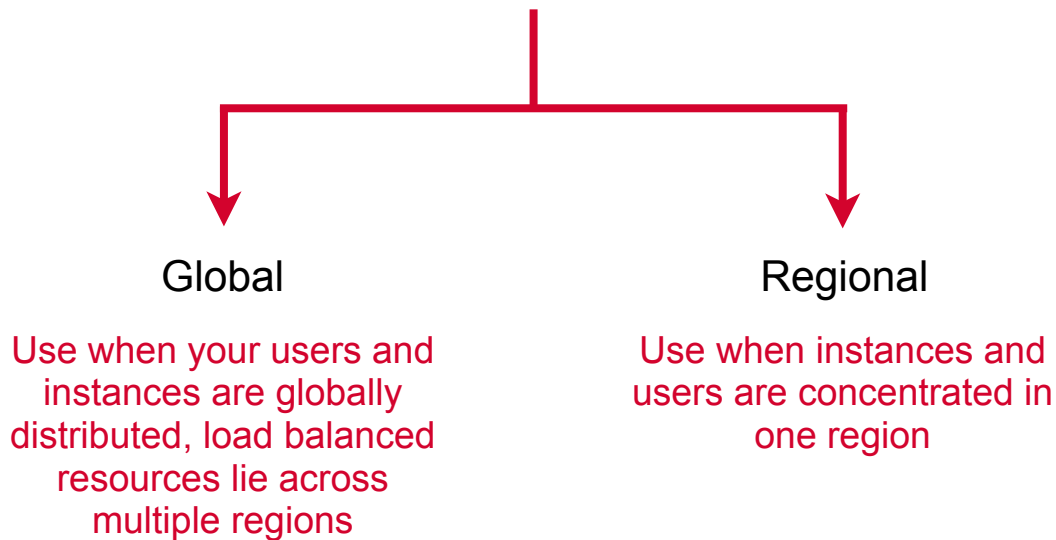 Global
Use when your users and
instances are globally
distributed, load balanced
resources lie across
multiple regions
Regional
Use when instances and
users are concentrated in
one region